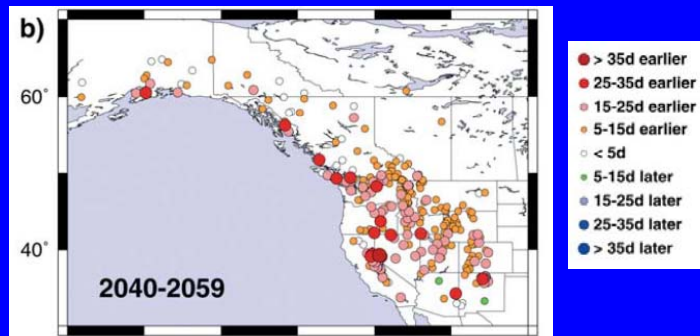 b)
60°
40°
2040-2059
> 35d earlier
25-35d earlier
15-25d earlier
5-15d earlier
< 5d
5-15d later
15-25d later
25-35d later
> 35d later